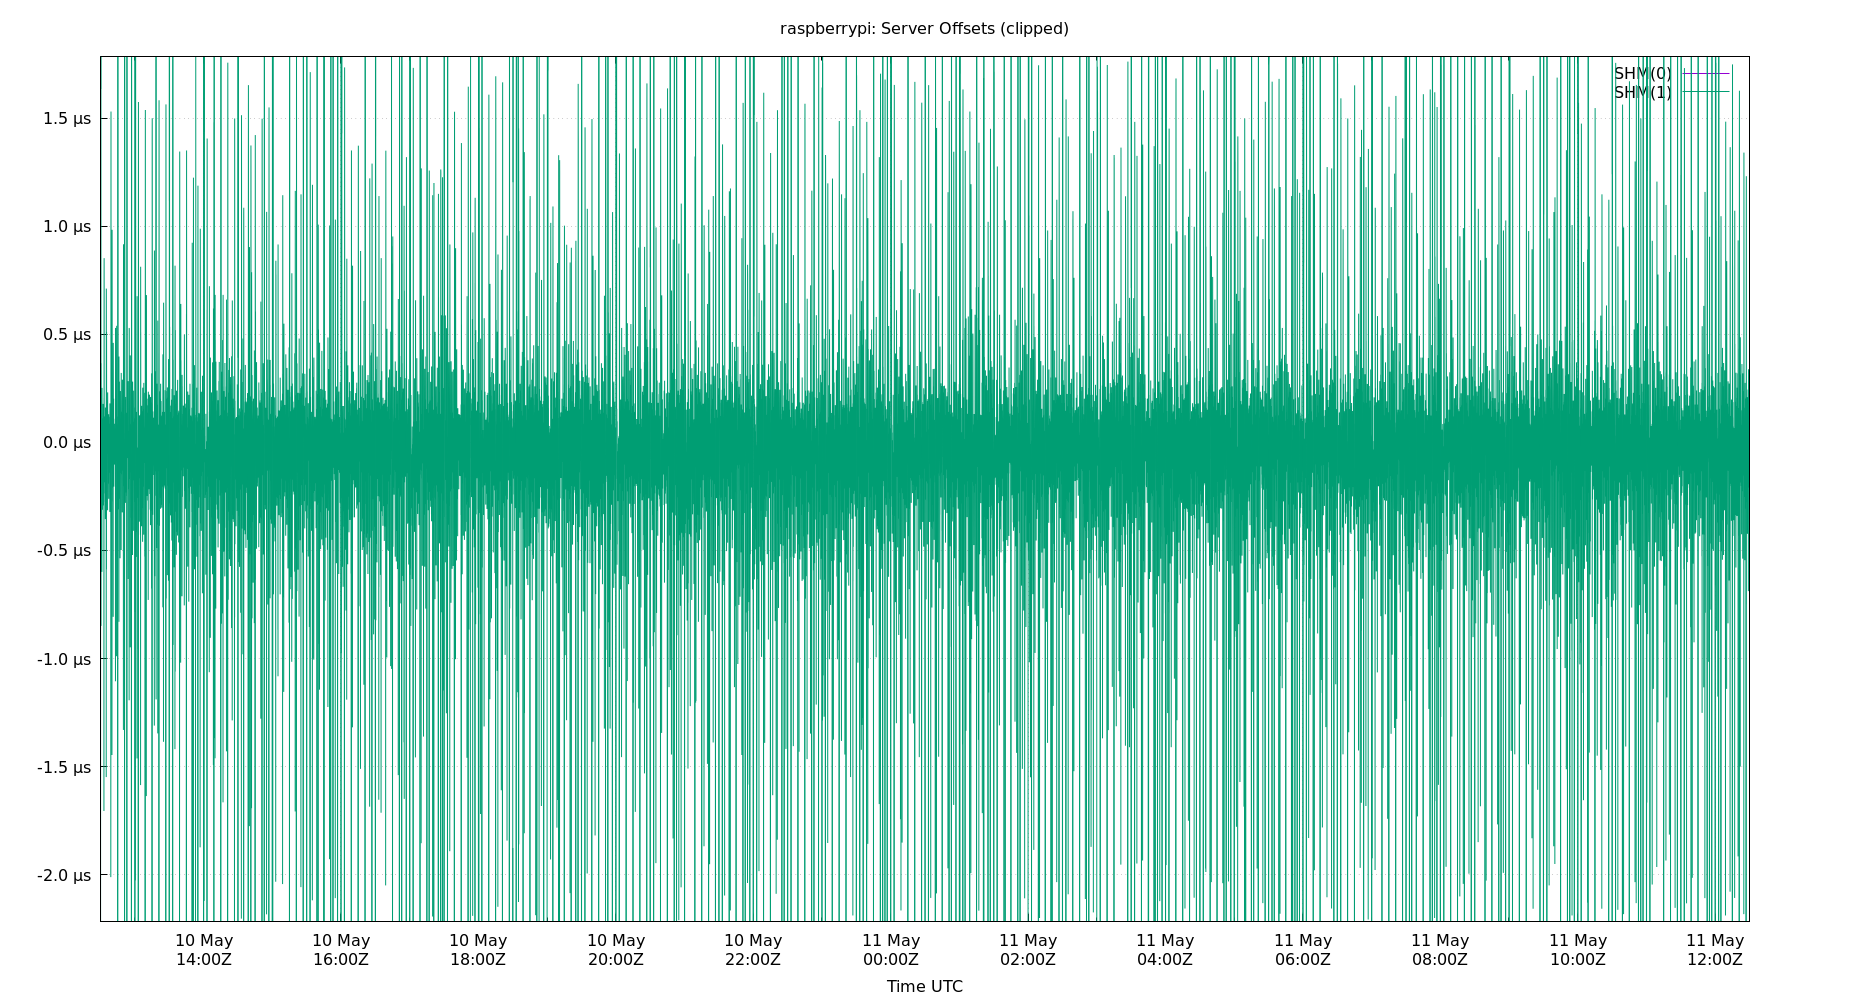 raspberrypi: Server Offsets (clipped)
SHM(0)
SHM(1)
1.5 µs
1.0 µs
0.5 µs
0.0 µs
-0.5 µs
-1.0 µs
-1.5 µs
-2.0 µs
10 May 10 May 10 May 10 May 10 May 11 May 11 May 11 May 11 May 11 May 11 May 11 May
14:00Z 16:00Z 18:00Z 20:00Z 22:00Z 00:00Z 02:00Z 04:00Z 06:00Z 08:00Z 10:00Z 12:00Z
Time UTC